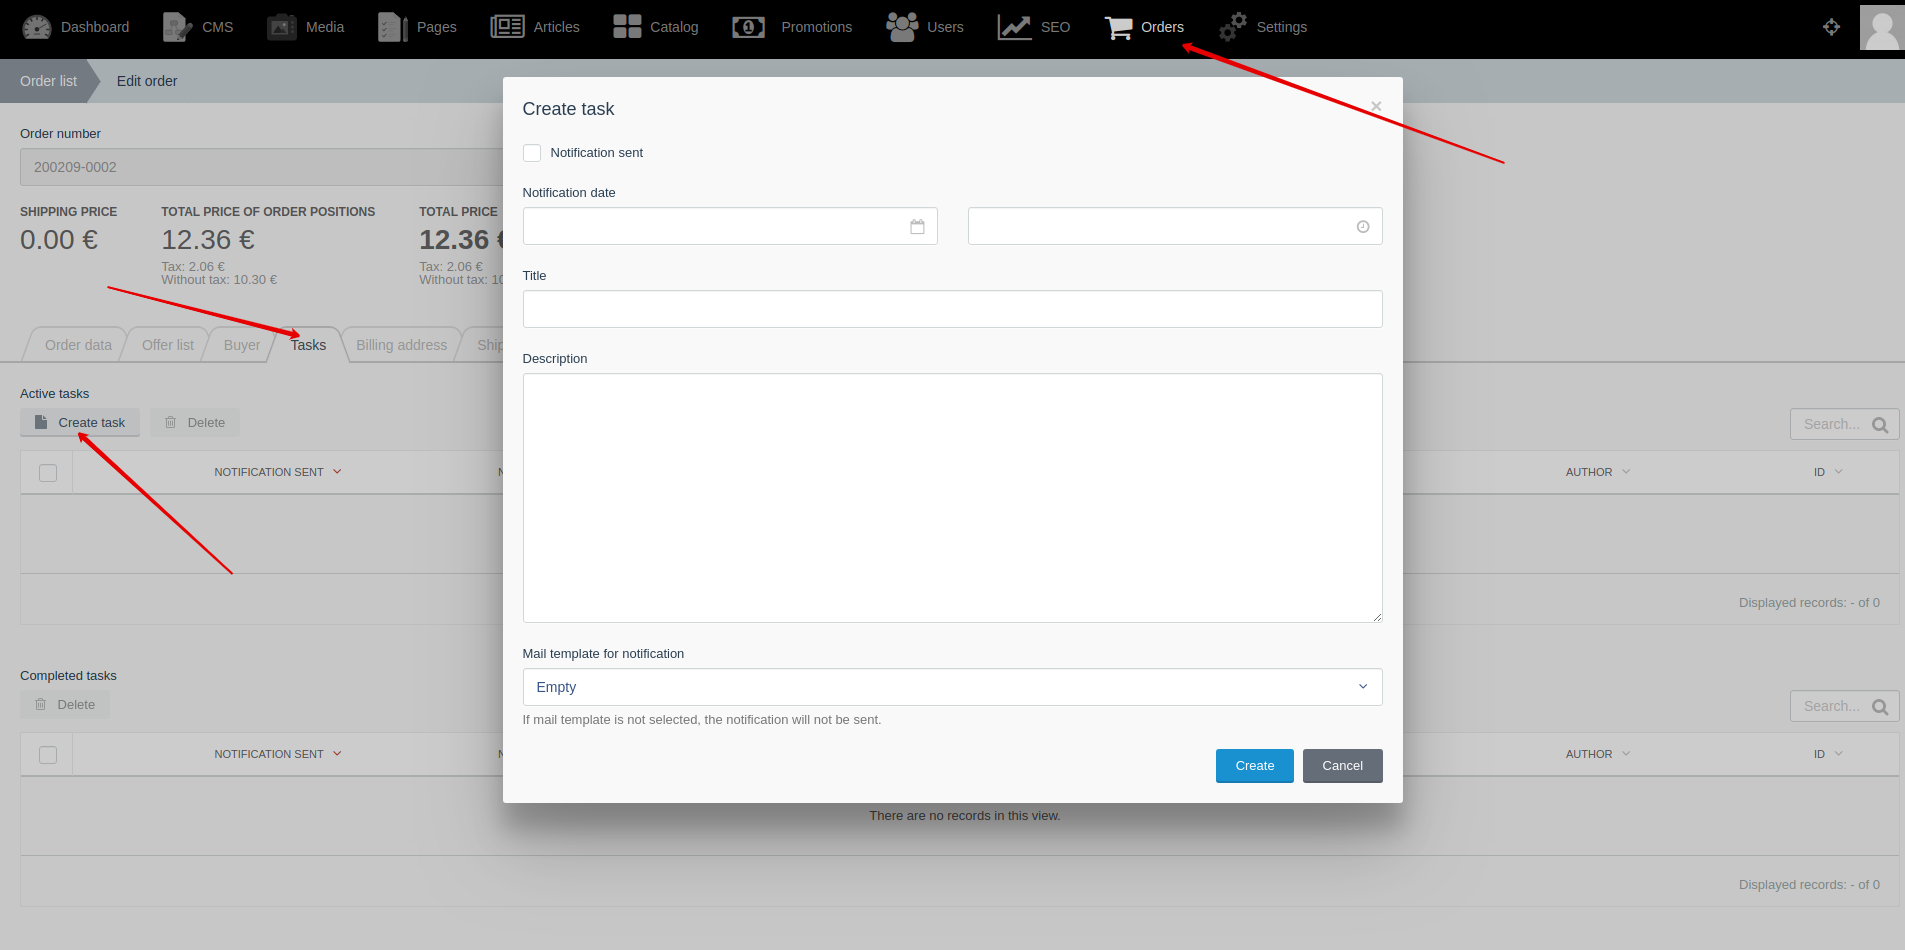 Dashboard CMS Media Pages Articles Catalog Promotions Users SEO Orders Settings
Order list Edit order
Create task
×
Order number
200209-0002
Notification sent
Notification date
SHIPPING PRICE TOTAL PRICE OF ORDER POSITIONS TOTAL PRICE
0.00 € 12.36 € 12.36 €
Tax: 2.06 € Tax: 2.06 €
Without tax: 10.30 € Without tax: 10
Title
Order data Offer list Buyer Tasks Billing address Ship
Description
Active tasks
Create task Delete Search...
NOTIFICATION SENT N AUTHOR ID
Displayed records: - of 0
Mail template for notification
Empty
If mail template is not selected, the notification will not be sent.
Completed tasks
Delete Search...
NOTIFICATION SENT N AUTHOR ID
Create Cancel
There are no records in this view.
Displayed records: - of 0